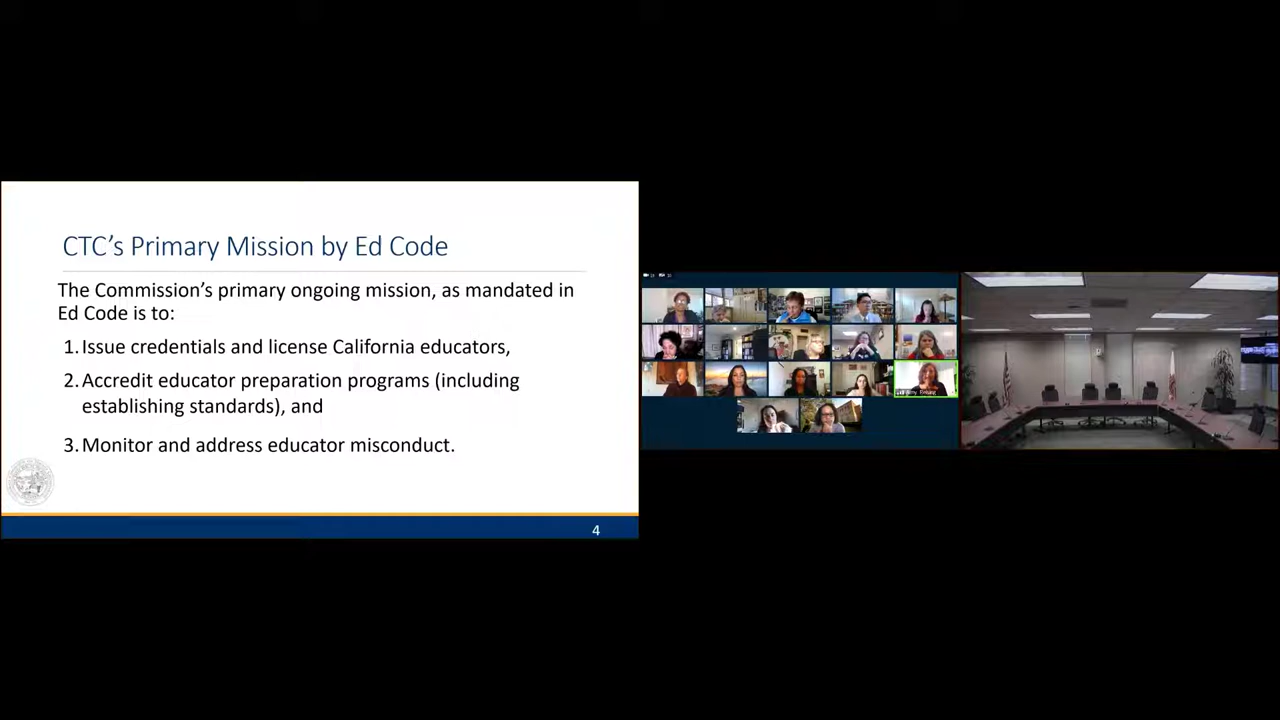 CTC's Primary Mission by Ed Code
The Commission's primary ongoing mission, as mandated in
Ed Code is to:
1. Issue credentials and license California educators,
2. Accredit educator preparation programs (including
establishing standards), and
3. Monitor and address educator misconduct.
4